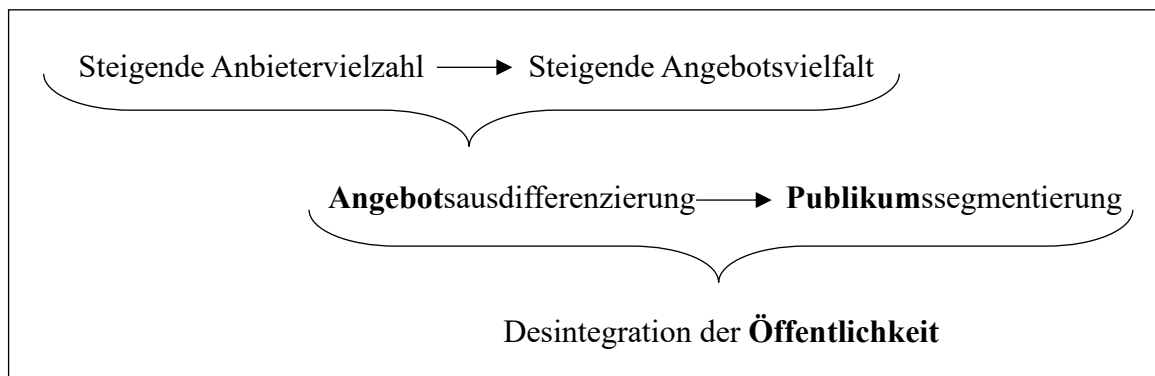 Steigende Anbietervielzahl Steigende Angebotsvielfalt
Angebotsausdifferenzierung Publikumssegmentierung
Desintegration der Öffentlichkeit